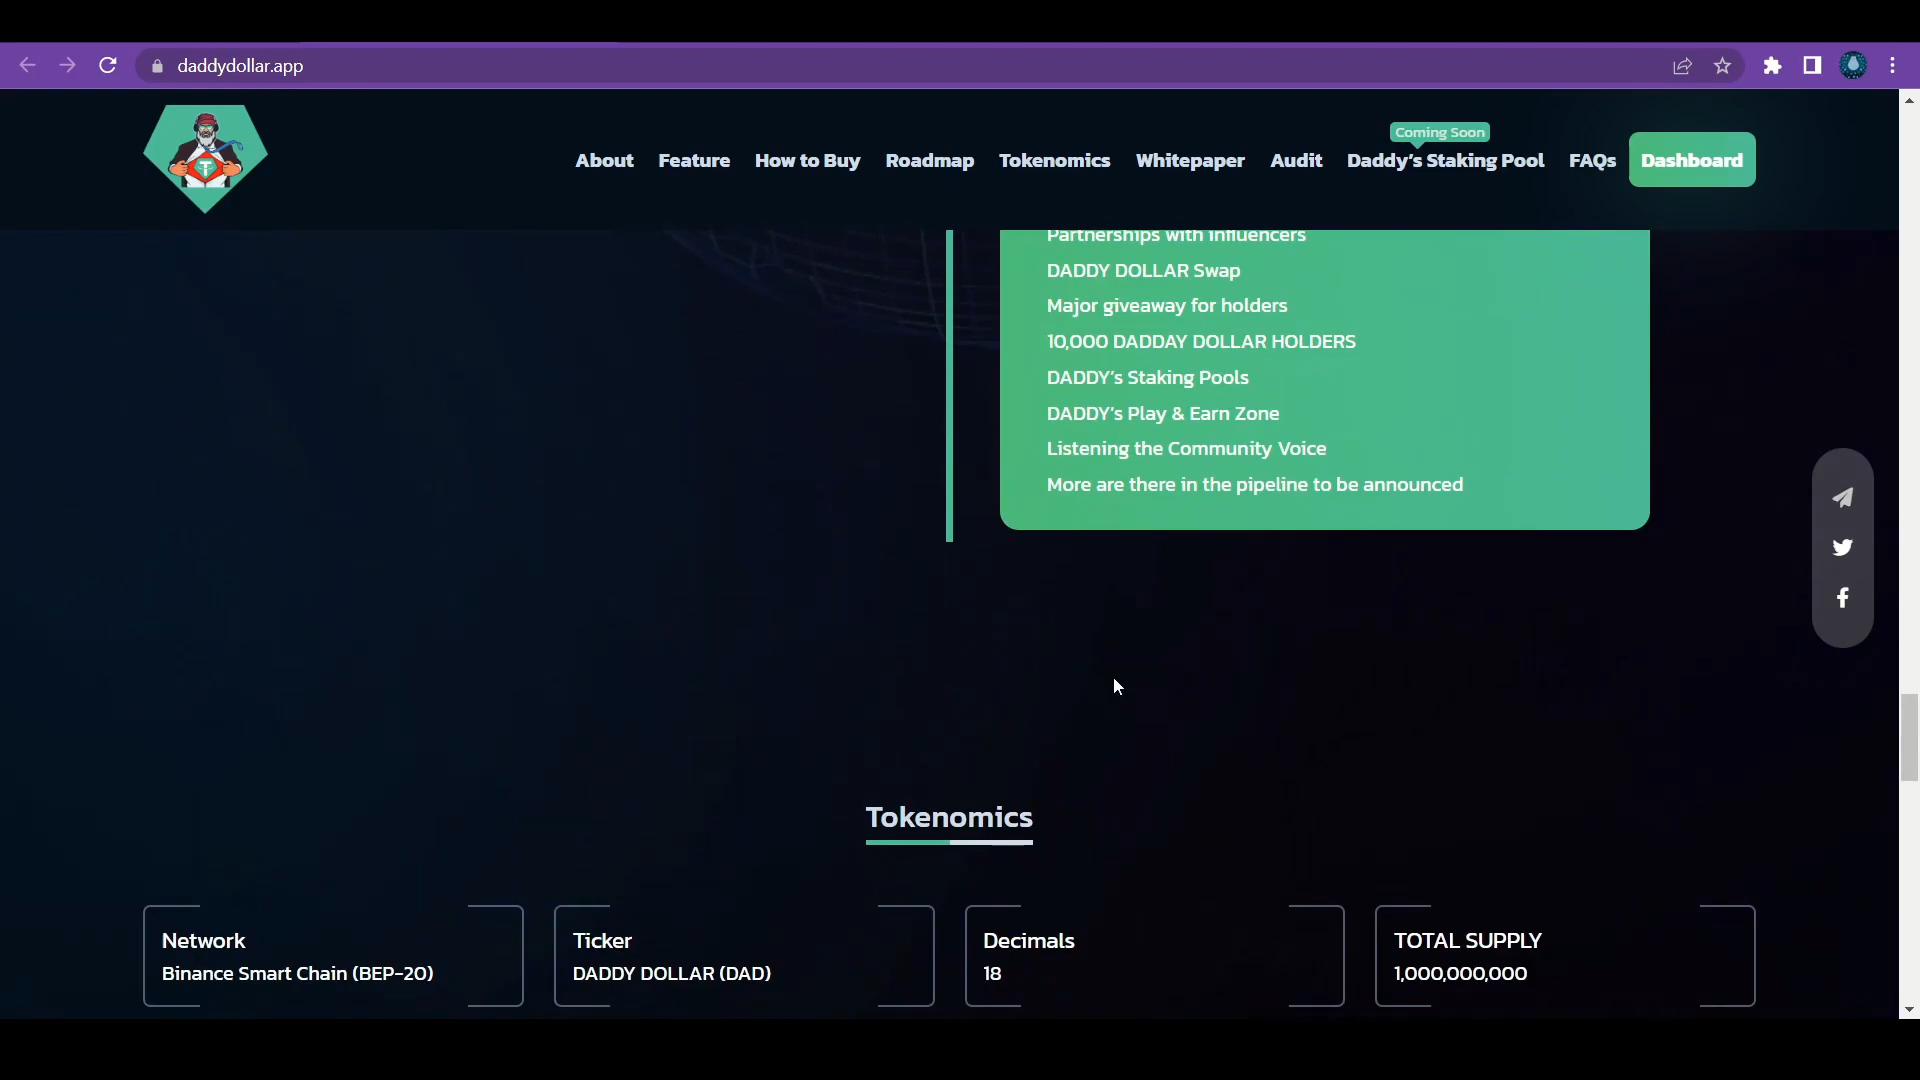 daddydollar.app
Coming Soon
About Feature How to Buy Roadmap Tokenomics Whitepaper Audit Daddy's Staking Pool FAQs Dashboard
Partnerships with influencers
DADDY DOLLAR Swap
Major giveaway for holders
10,000 DADDAY DOLLAR HOLDERS
DADDY's Staking Pools
DADDY's Play & Earn Zone
Listening the Community Voice
More are there in the pipeline to be announced
Tokenomics
Network
Binance Smart Chain (BEP-20)
Ticker
DADDY DOLLAR (DAD)
Decimals
18
TOTAL SUPPLY
1,000,000,000